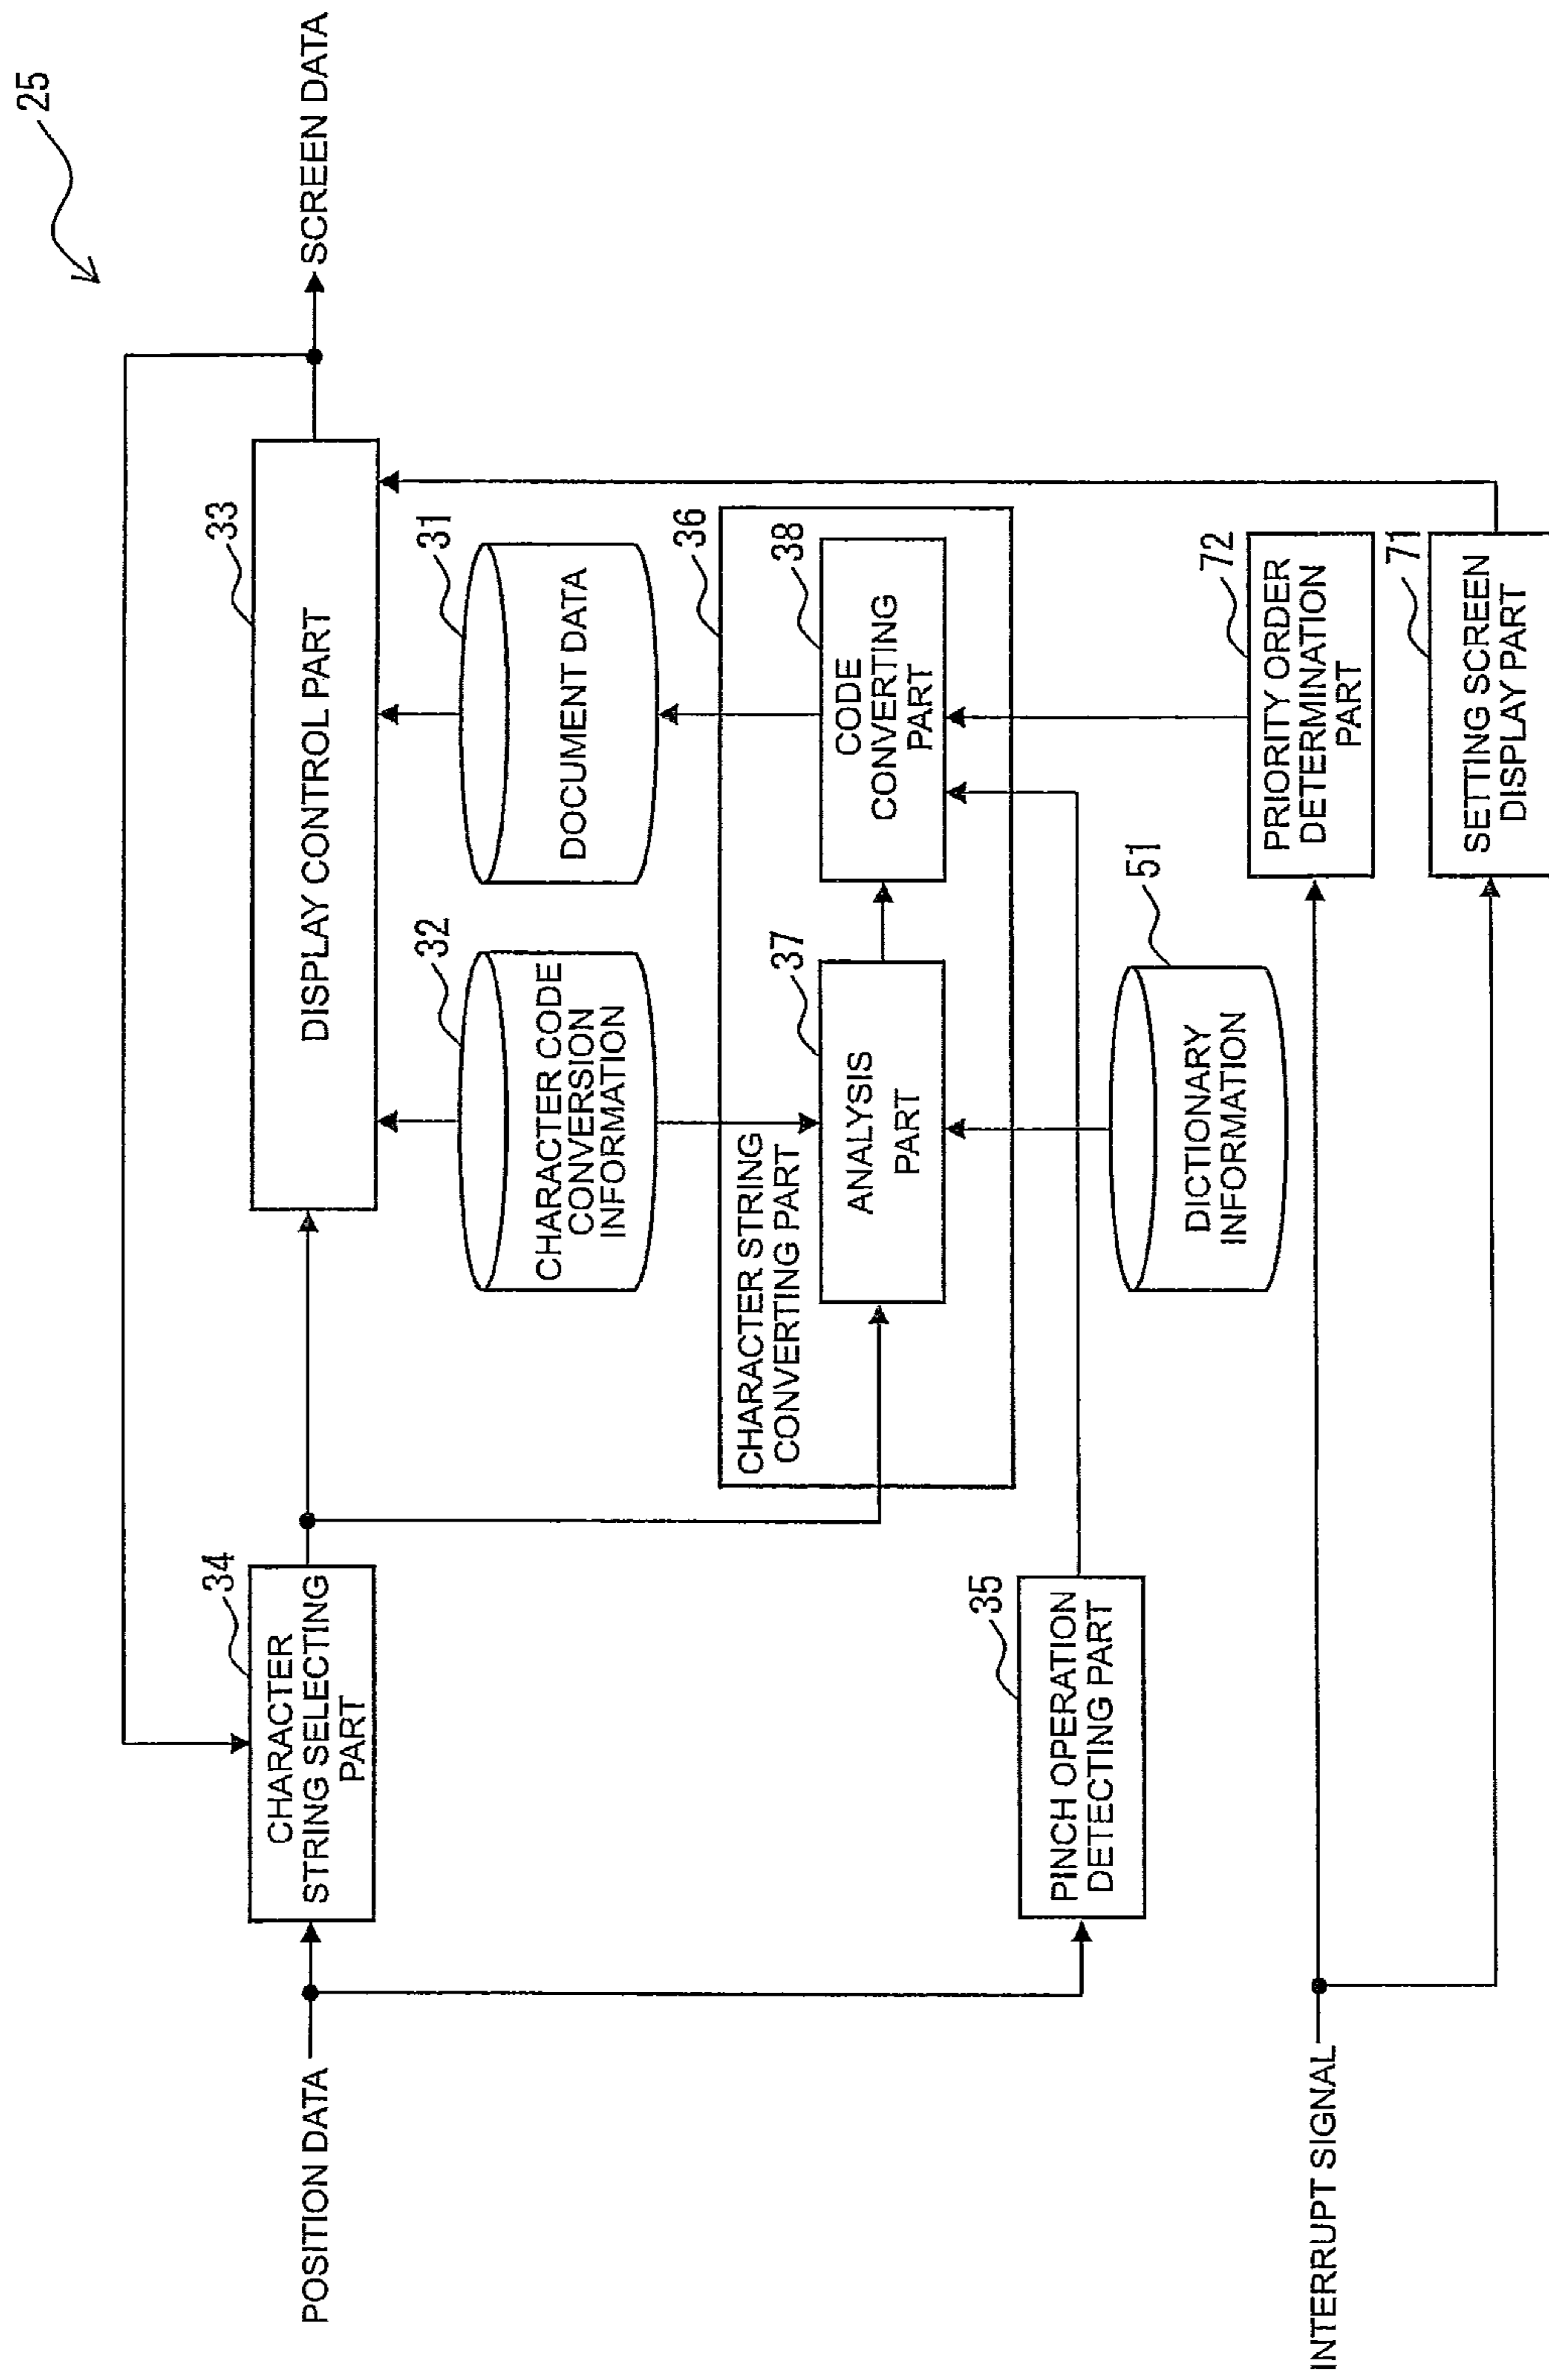 25
POSITION DATA
34
CHARACTER
STRING SELECTING
PART
33
DISPLAY CONTROL PART
SCREEN DATA
32
CHARACTER CODE
CONVERSION
INFORMATION
31
DOCUMENT DATA
36
CHARACTER STRING
CONVERTING PART
37
ANALYSIS
PART
38
CODE
CONVERTING
PART
35
PINCH OPERATION
DETECTING PART
51
DICTIONARY
INFORMATION
72
PRIORITY ORDER
DETERMINATION
PART
INTERRUPT SIGNAL
71
SETTING SCREEN
DISPLAY PART